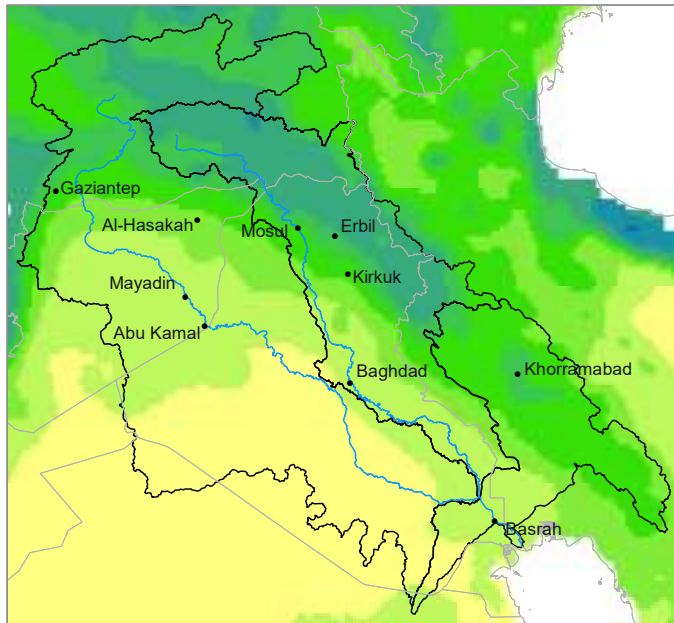 Gaziantep
Al-Hasakah
Mosul
Erbil
Kirkuk
Mayadin
Abu Kamal
Baghdad
Khorramabad
Basrah